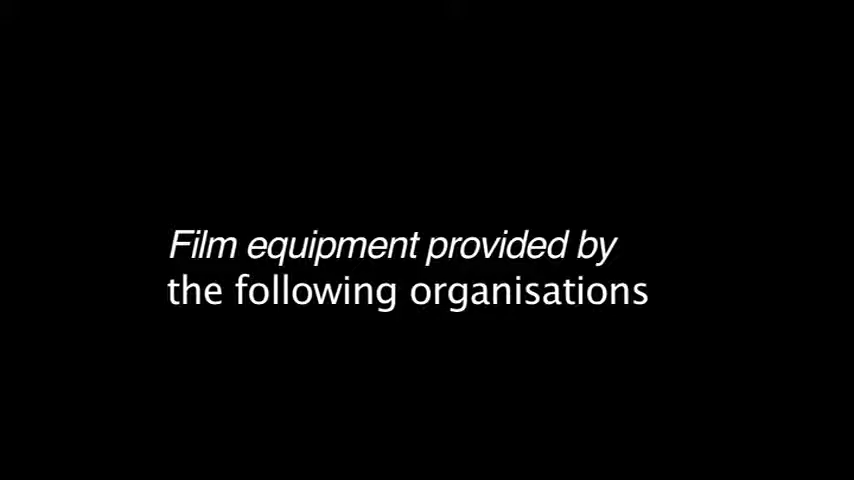 Film equipment provided by
the following organisations